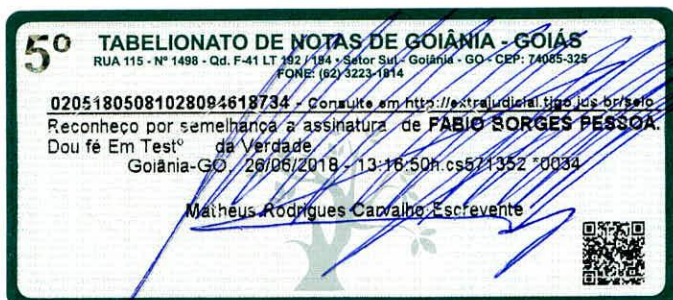 5º TABELIONATO DE NOTAS DE GOIÂNIA - GOIÁS
RUA 115 - Nº 1498 - Qd. F-41 LT 192 / 194 - Setor Sul - Goiânia - GO - CEP: 74085-325
FONE: (62) 3223-1814
02051805081028094618734 - Consulte em http://extrajudicial.tjgo.jus.br/selo
Reconheço por semelhança a assinatura de FABIO BORGES PESSOA.
Dou fé Em Testº da Verdade.
Goiânia-GO, 26/06/2018 - 13:16:50h.cs571352 *0034
Matheus Rodrigues Carvalho Escrevente